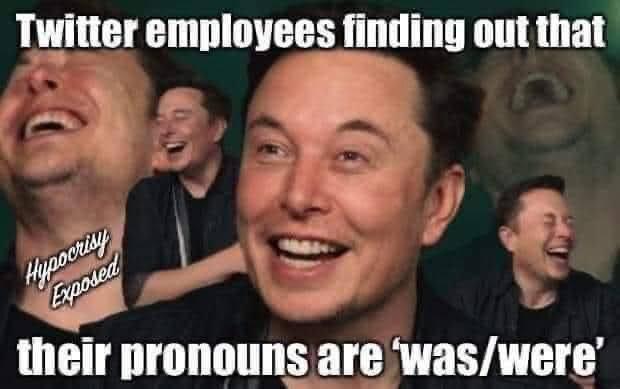 Twitter employees finding out that
Hypocrisy
Exposed
their pronouns are 'was/were'